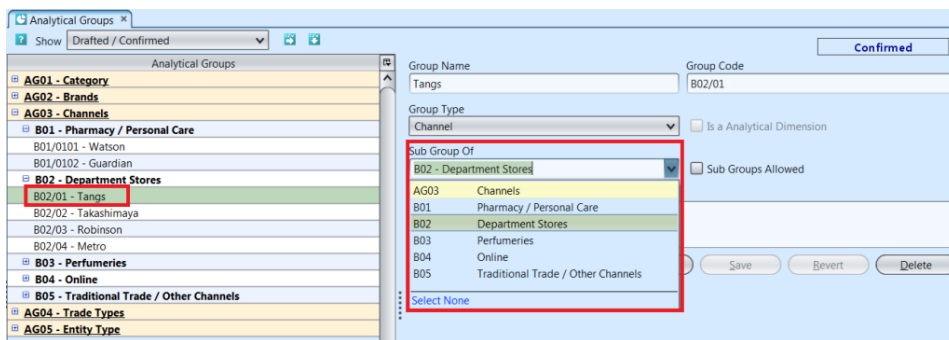 Analytical Groups
Show Drafted / Confirmed
Confirmed
Analytical Groups
AG01 - Category
AG02 - Brands
AG03 - Channels
B01 - Pharmacy / Personal Care
B01/0101 - Watson
B01/0102 - Guardian
B02 - Department Stores
B02/01 - Tangs
B02/02 - Takashimaya
B02/03 - Robinson
B02/04 - Metro
B03 - Perfumeries
B04 - Online
B05 - Traditional Trade / Other Channels
AG04 - Trade Types
AG05 - Entity Type
Group Name
Group Code
Tangs
B02/01
Group Type
Channel
Is a Analytical Dimension
Sub Group Of
B02 - Department Stores
Sub Groups Allowed
AG03 Channels
B01 Pharmacy / Personal Care
B02 Department Stores
B03 Perfumeries
B04 Online
B05 Traditional Trade / Other Channels
Select None
Save Revert Delete